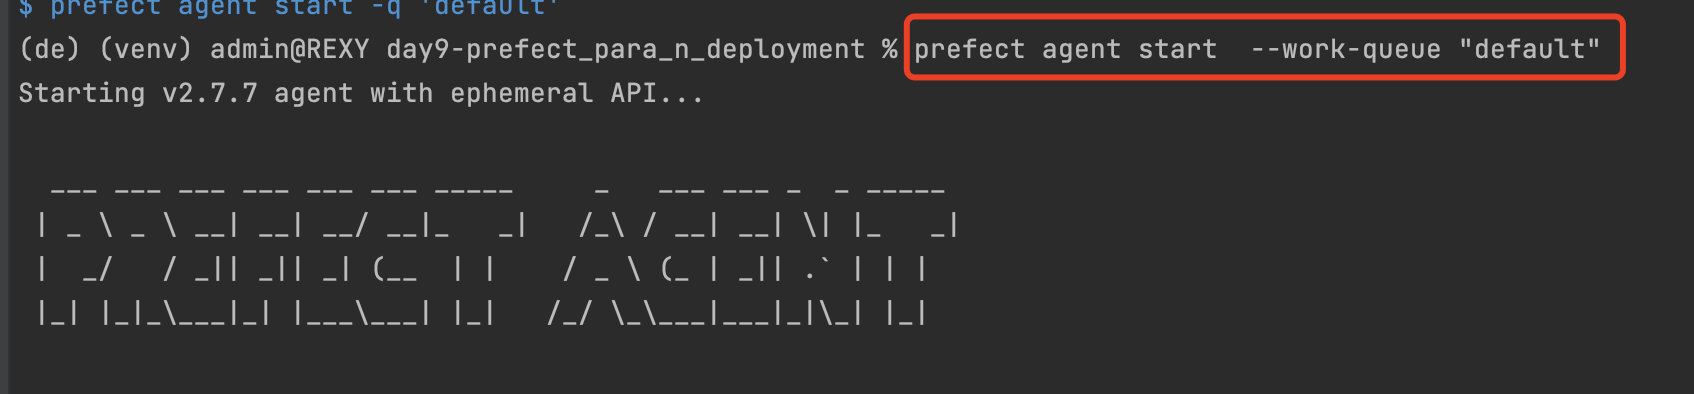 $ prefect agent start -q 'default'
(de) (venv) admin@REXY day9-prefect_para_n_deployment % prefect agent start  --work-queue "default"
Starting v2.7.7 agent with ephemeral API...
  ___ ___ ___ ___ ___ ___ _____     _   ___ ___ _  _ _____
 | _ \ _ \ __| __| __/ __|_   _|   /_\ / __| __| \| |_   _|
 |  _/   / _|| _|| _| (__  | |    / _ \ (_ | _|| .` | | |
 |_| |_|_\___|_| |___\___| |_|   /_/ \_\___|___|_|\_| |_|